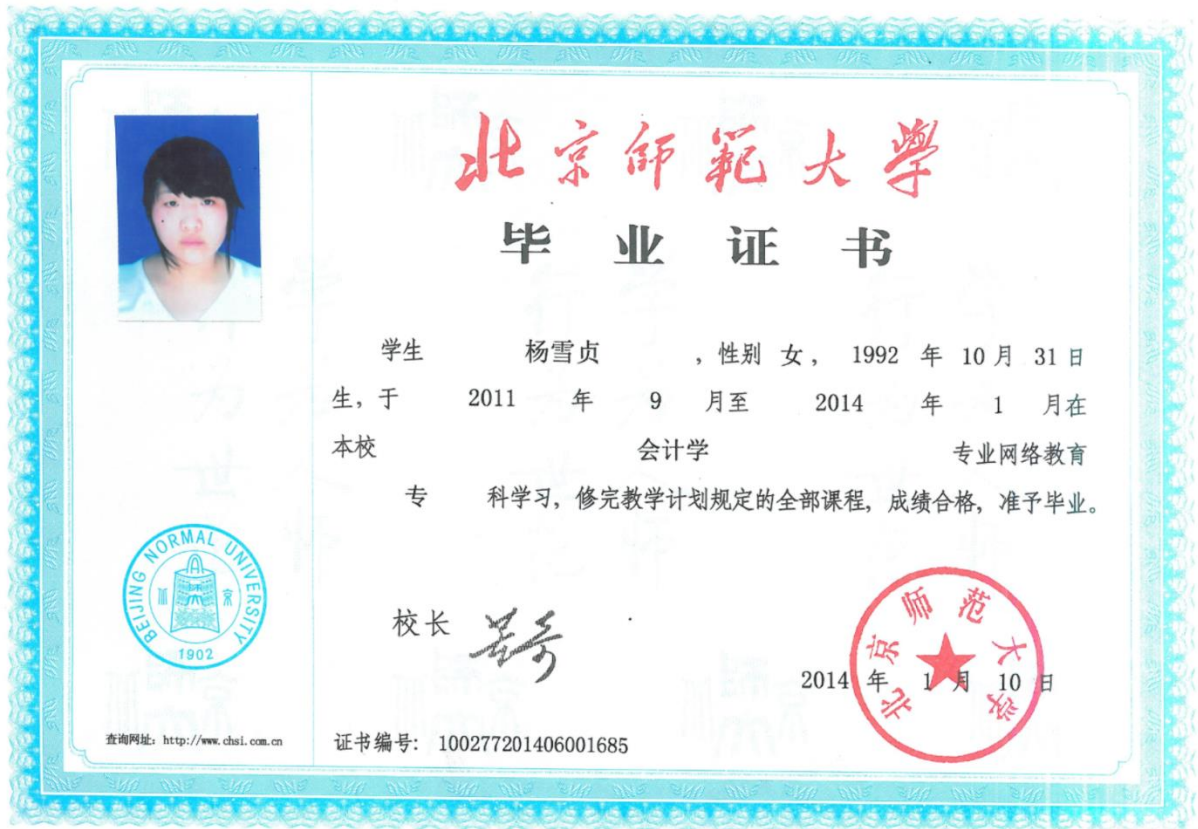 北京師範大學
毕业证书
学生 杨雪贞 ，性别 女， 1992 年 10 月 31 日
生，于 2011 年 9 月至 2014 年 1 月在
本校 会计学 专业网络教育
专 科学习，修完教学计划规定的全部课程，成绩合格，准予毕业。
BEIJING NORMAL UNIVERSITY
1902
校长
北京师范大学
2014 年 1 月 10 日
查询网址：http://www.chsi.com.cn
证书编号：100277201406001685